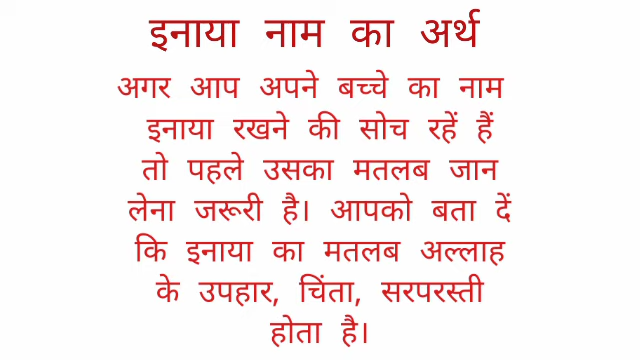 इनाया नाम का अर्थ
अगर आप अपने बच्चे का नाम
इनाया रखने की सोच रहें हैं
तो पहले उसका मतलब जान
लेना जरूरी है। आपको बता दें
कि इनाया का मतलब अल्लाह
के उपहार, चिंता, सरपरस्ती
होता है।